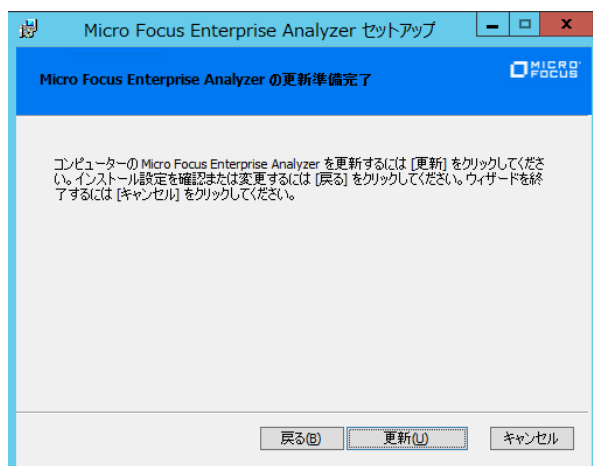 Micro Focus Enterprise Analyzer セットアップ
Micro Focus Enterprise Analyzer の更新準備完了
MICRO
FOCUS
コンピューターの Micro Focus Enterprise Analyzer を更新するには [更新] をクリックしてくださ
い。インストール設定を確認または変更するには [戻る] をクリックしてください。ウィザードを終
了するには [キャンセル] をクリックしてください。
戻る(B) 更新(U) キャンセル